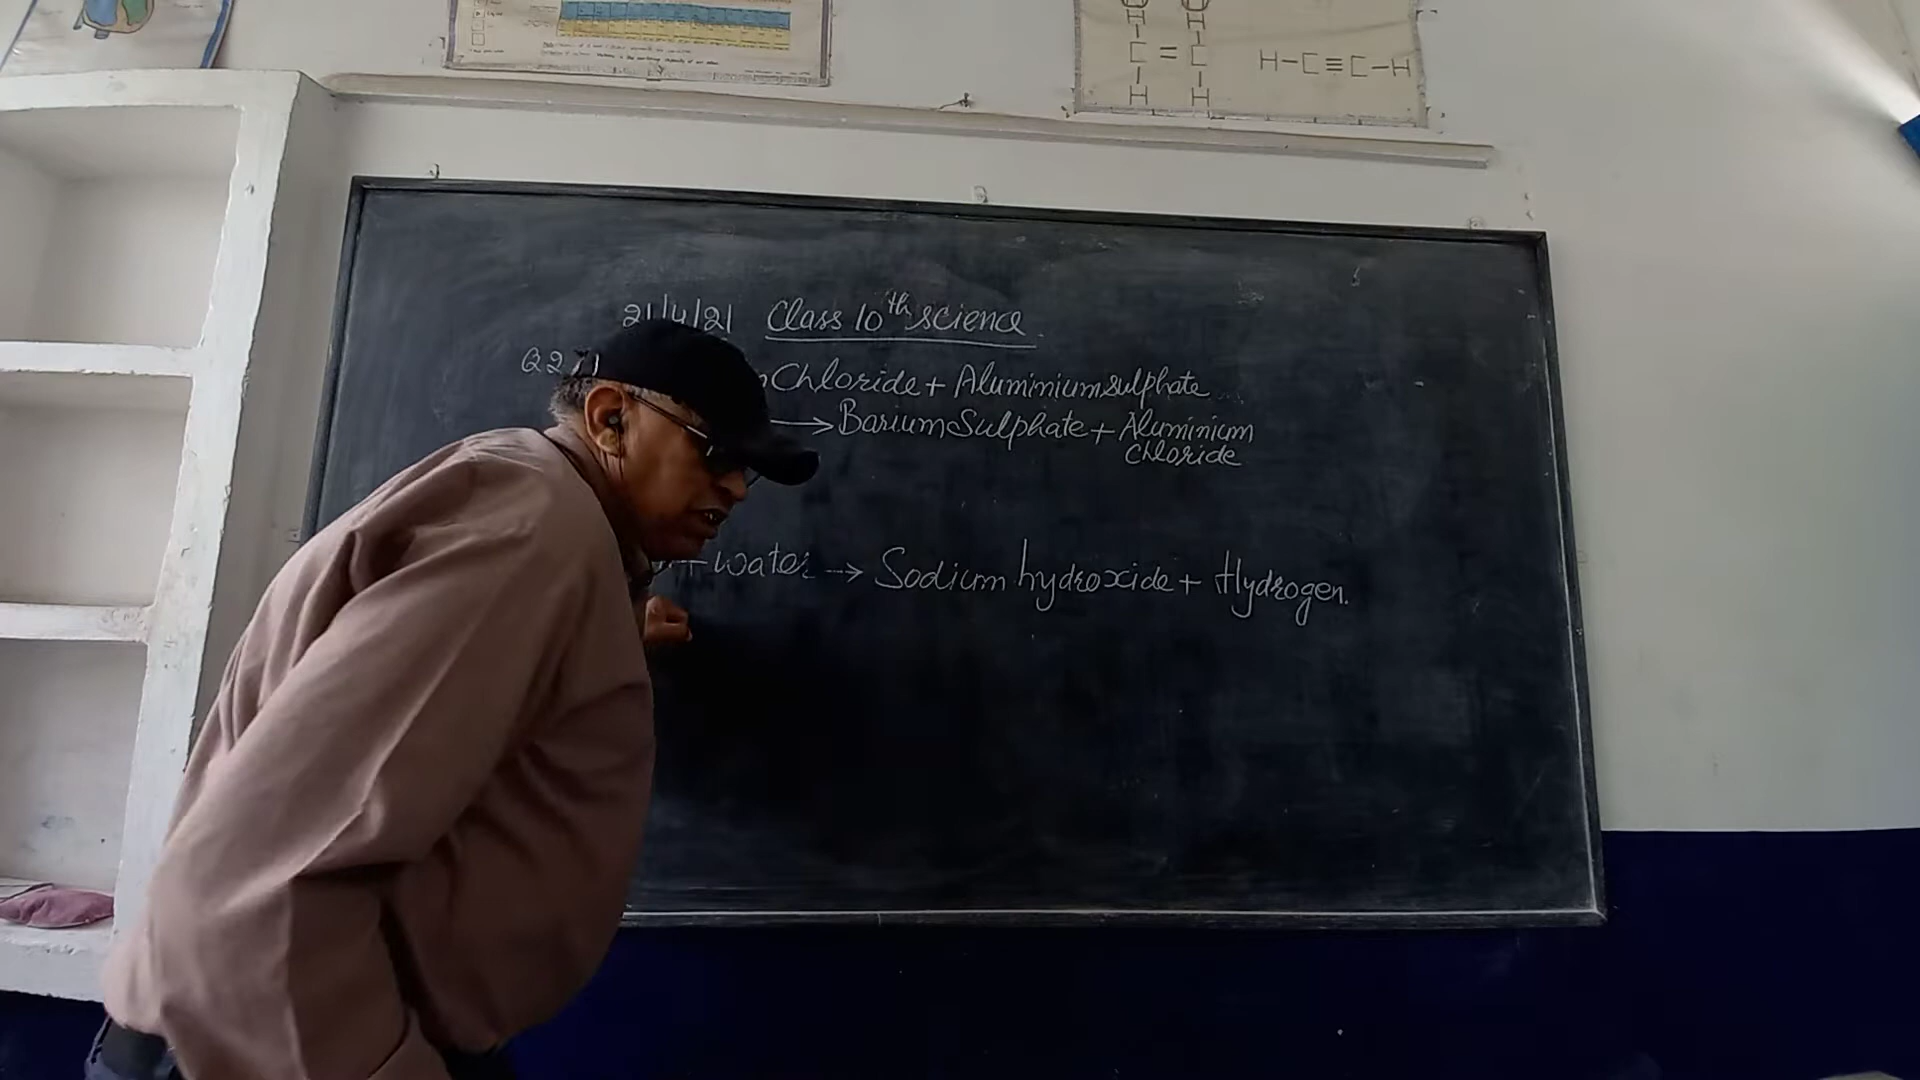 H H
C = C H-C≡C-H
H H
21/4/21 Class 10th science
Q2
Chloride + Aluminium sulphate
→ Barium Sulphate + Aluminium
Chloride
+ water → Sodium hydroxide + Hydrogen.